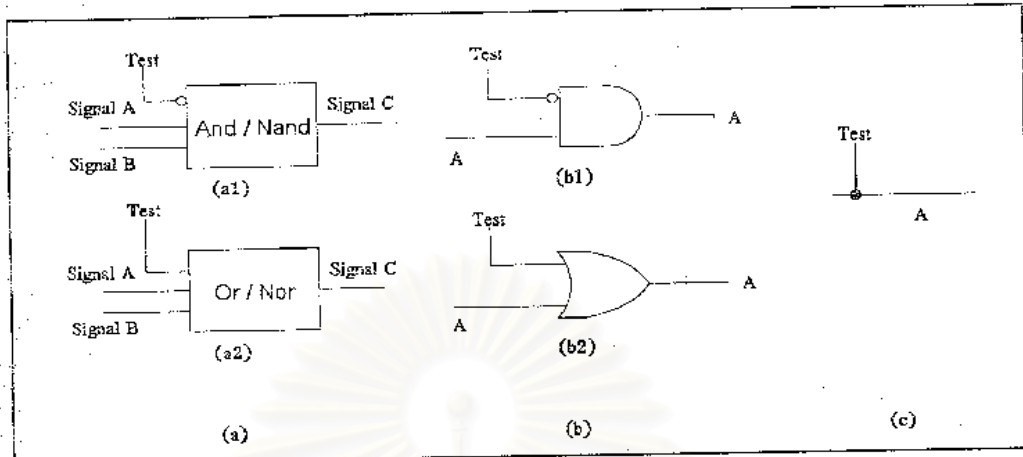 Test
Signal A
And / Nand
Signal C
Signal B
(a1)
Test
A
A
(b1)
Test
A
Test
Signal A
Or / Nor
Signal C
Signal B
(a2)
Test
A
A
(b2)
(a)
(b)
(c)